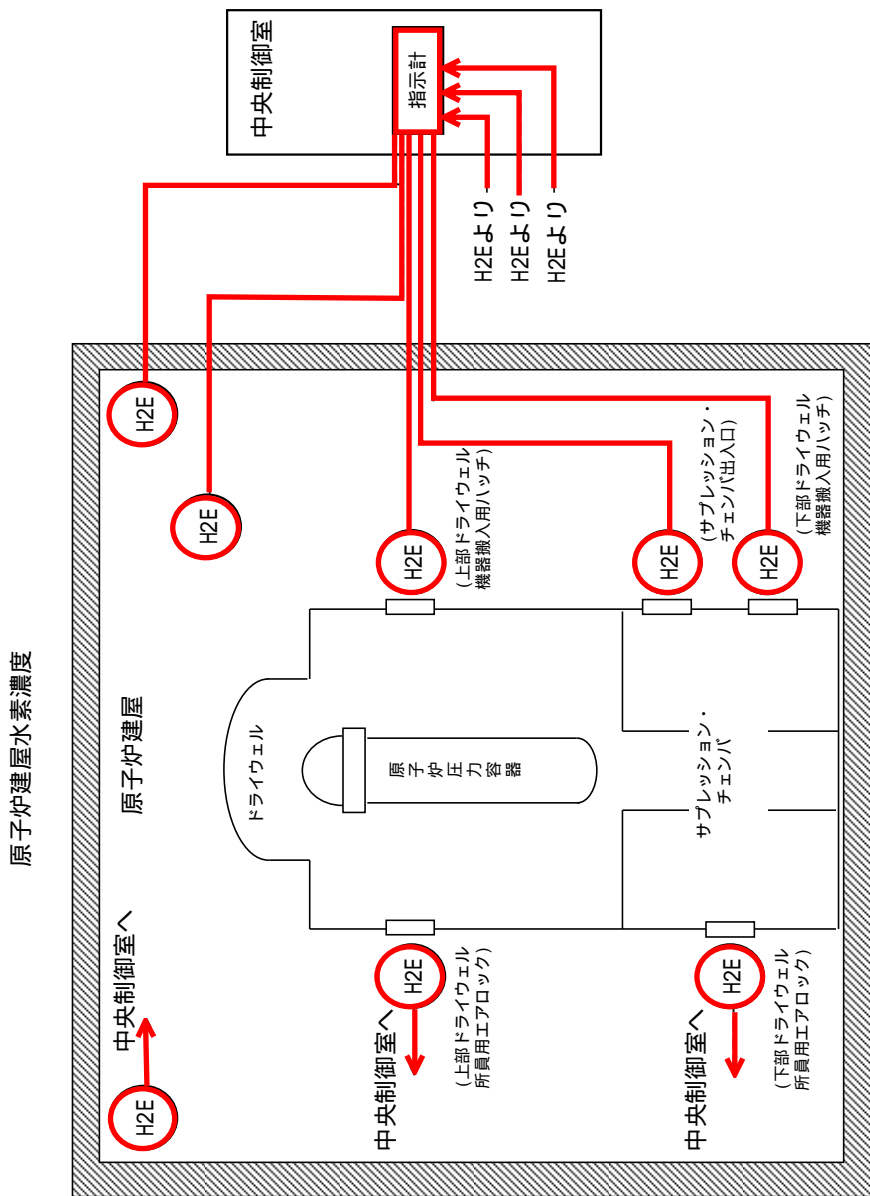 原子炉建屋水素濃度
中央制御室
指示計
H2Eより
H2Eより
H2Eより
原子炉建屋
中央制御室へ
H2E
H2E
H2E
ドライウェル
原子炉圧力容器
H2E
(上部ドライウェル
所員用エアロック)
中央制御室へ
H2E
(上部ドライウェル
機器搬入用ハッチ)
サプレッション・
チェンバ
H2E
(サプレッション・
チェンバ出入口)
H2E
(下部ドライウェル
機器搬入用ハッチ)
H2E
(下部ドライウェル
所員用エアロック)
中央制御室へ